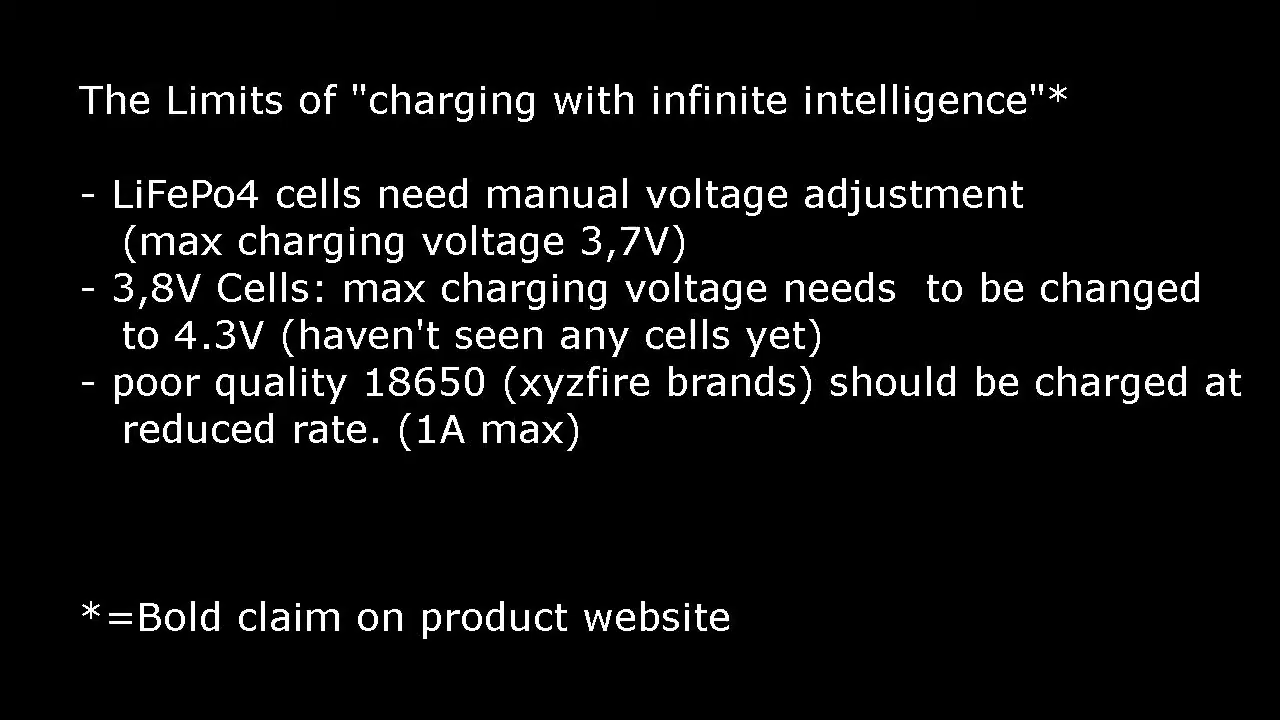 The Limits of "charging with infinite intelligence"*
- LiFePo4 cells need manual voltage adjustment
(max charging voltage 3,7V)
- 3,8V Cells: max charging voltage needs  to be changed
to 4.3V (haven't seen any cells yet)
- poor quality 18650 (xyzfire brands) should be charged at
reduced rate. (1A max)
*=Bold claim on product website